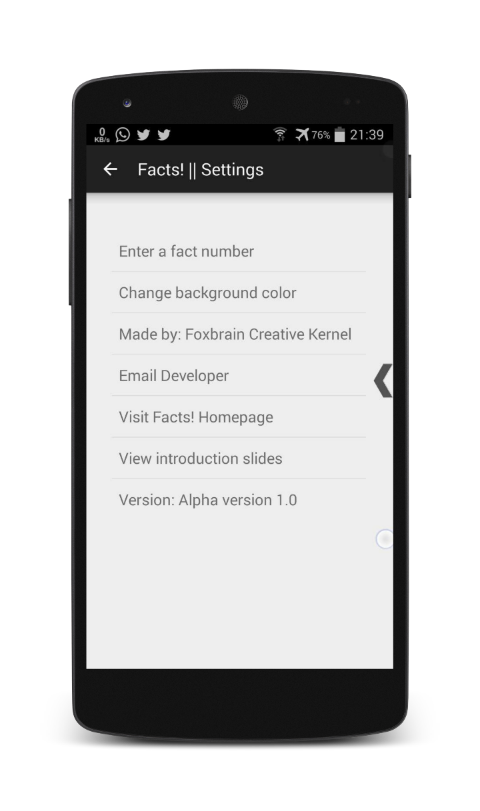 0 KB/s 76% 21:39
Facts! || Settings
Enter a fact number
Change background color
Made by: Foxbrain Creative Kernel
Email Developer
Visit Facts! Homepage
View introduction slides
Version: Alpha version 1.0